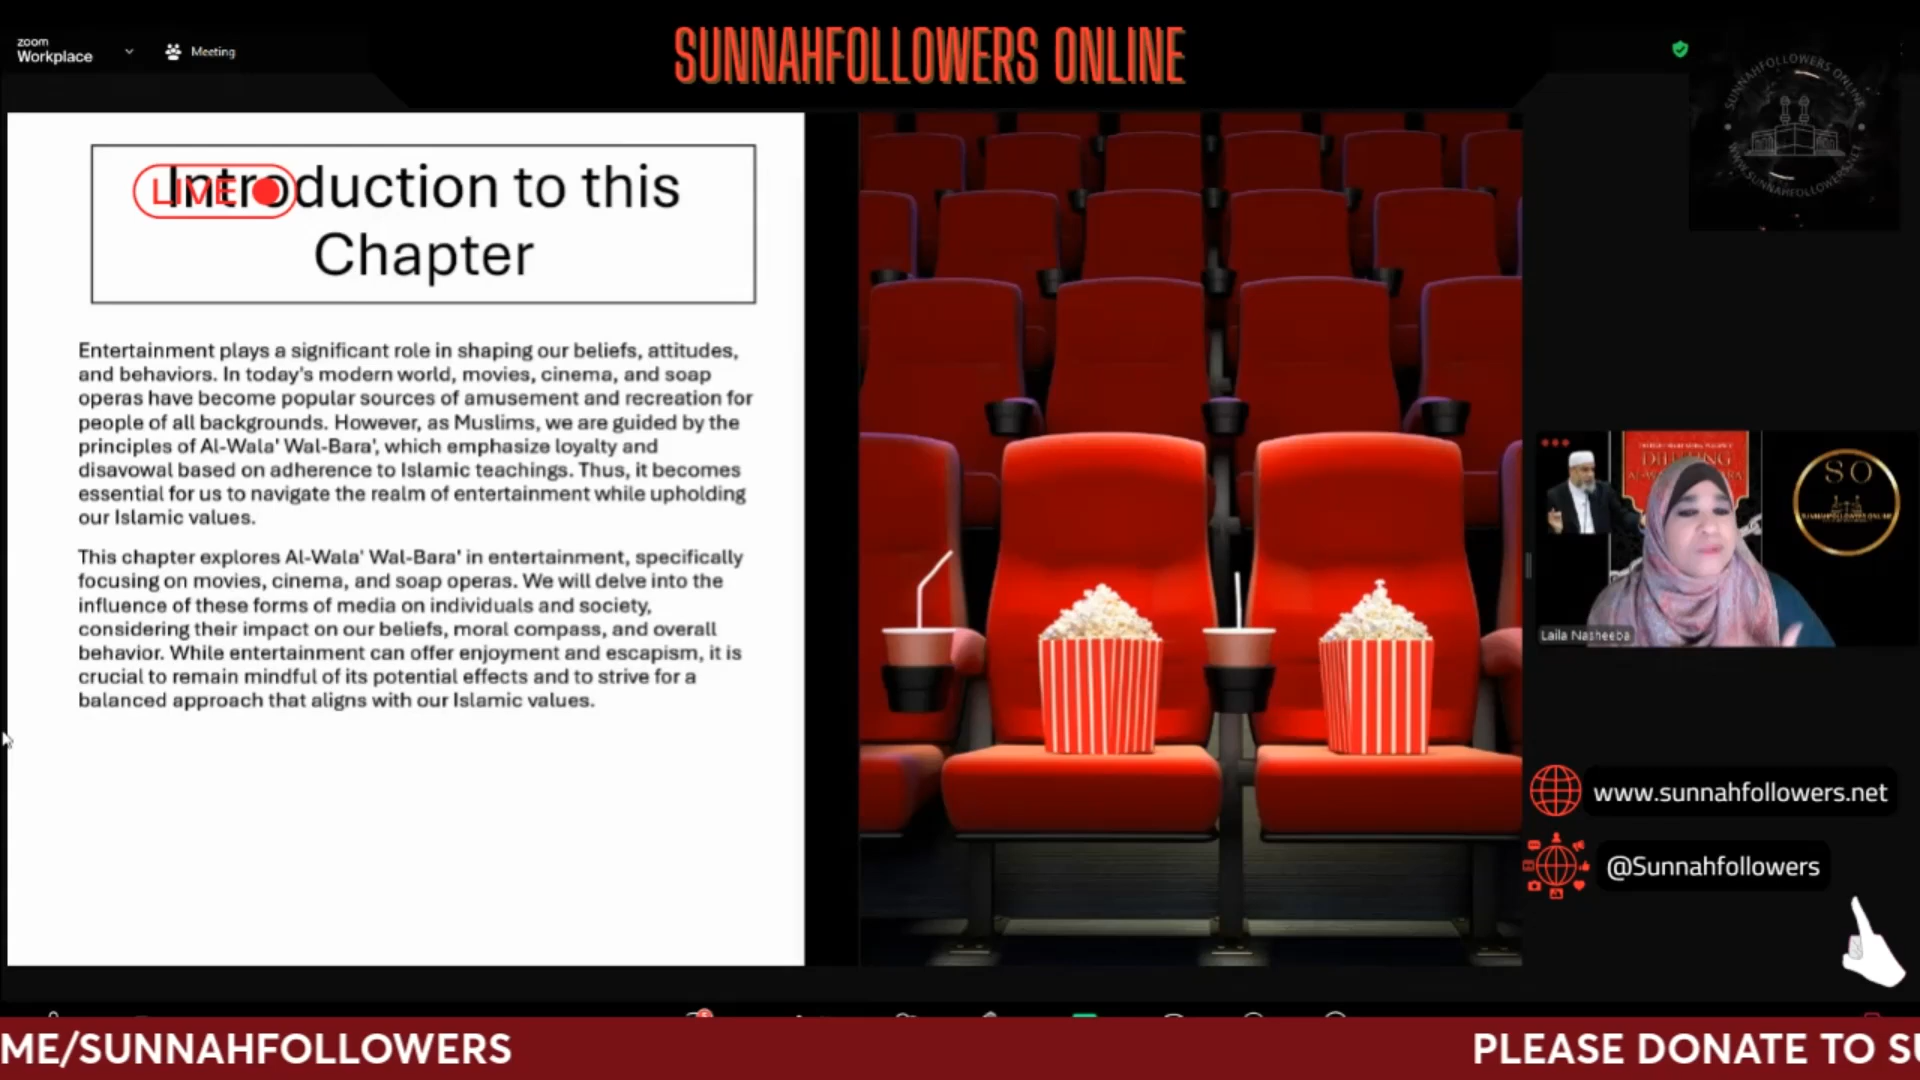 SUNNAHFOLLOWERS ONLINE
zoom
Workplace
Meeting
SUNNAHFOLLOWERS ONLINE
WWW.SUNNAHFOLLOWERS.NET
LIVE
Introduction to this
Chapter
Entertainment plays a significant role in shaping our beliefs, attitudes,
and behaviors. In today's modern world, movies, cinema, and soap
operas have become popular sources of amusement and recreation for
people of all backgrounds. However, as Muslims, we are guided by the
principles of Al-Wala' Wal-Bara', which emphasize loyalty and
disavowal based on adherence to Islamic teachings. Thus, it becomes
essential for us to navigate the realm of entertainment while upholding
our Islamic values.
This chapter explores Al-Wala' Wal-Bara' in entertainment, specifically
focusing on movies, cinema, and soap operas. We will delve into the
influence of these forms of media on individuals and society,
considering their impact on our beliefs, moral compass, and overall
behavior. While entertainment can offer enjoyment and escapism, it is
crucial to remain mindful of its potential effects and to strive for a
balanced approach that aligns with our Islamic values.
S O
SUNNAHFOLLOWERS ONLINE
Laila Nasheeba
www.sunnahfollowers.net
@Sunnahfollowers
ME/SUNNAHFOLLOWERS
PLEASE DONATE TO SU